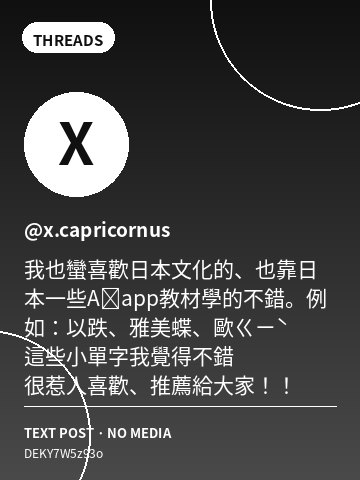 THREADS
X
@x.capricornus
我也蠻喜歡日本文化的、也靠日
本一些A app教材學的不錯。例
如：以跌、雅美蝶、歐ㄍㄧˋ
這些小單字我覺得不錯
很惹人喜歡、推薦給大家！！
TEXT POST · NO MEDIA
DEKY7W5z93o